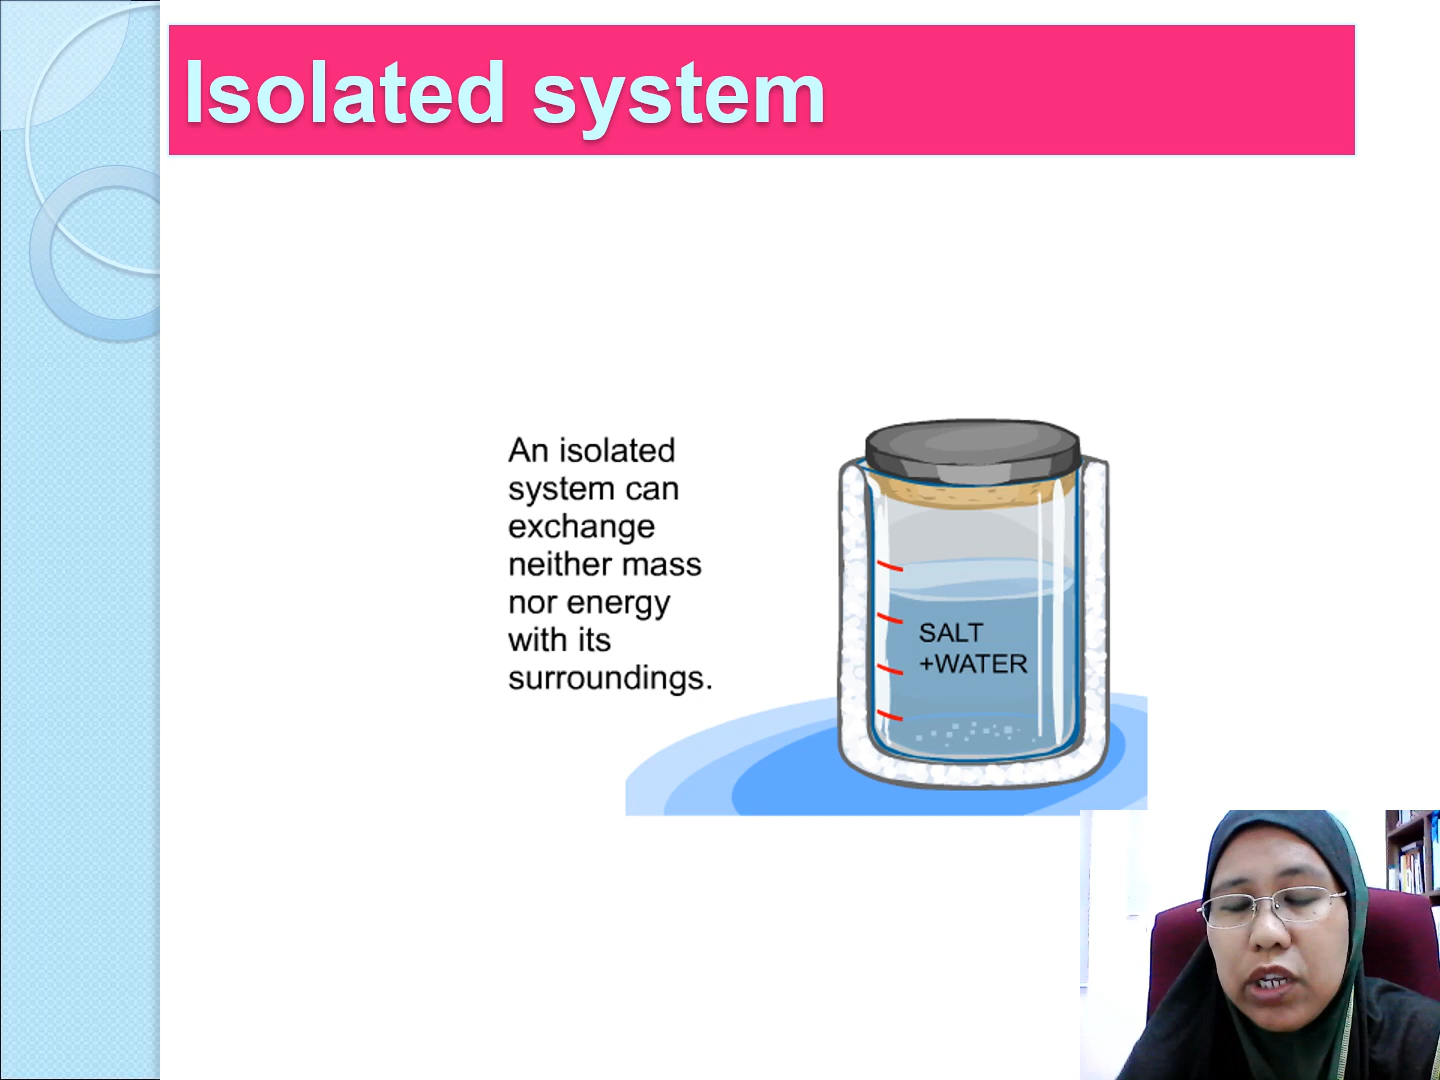 Isolated system
An isolated
system can
exchange
neither mass
nor energy
with its
surroundings.
SALT
+WATER